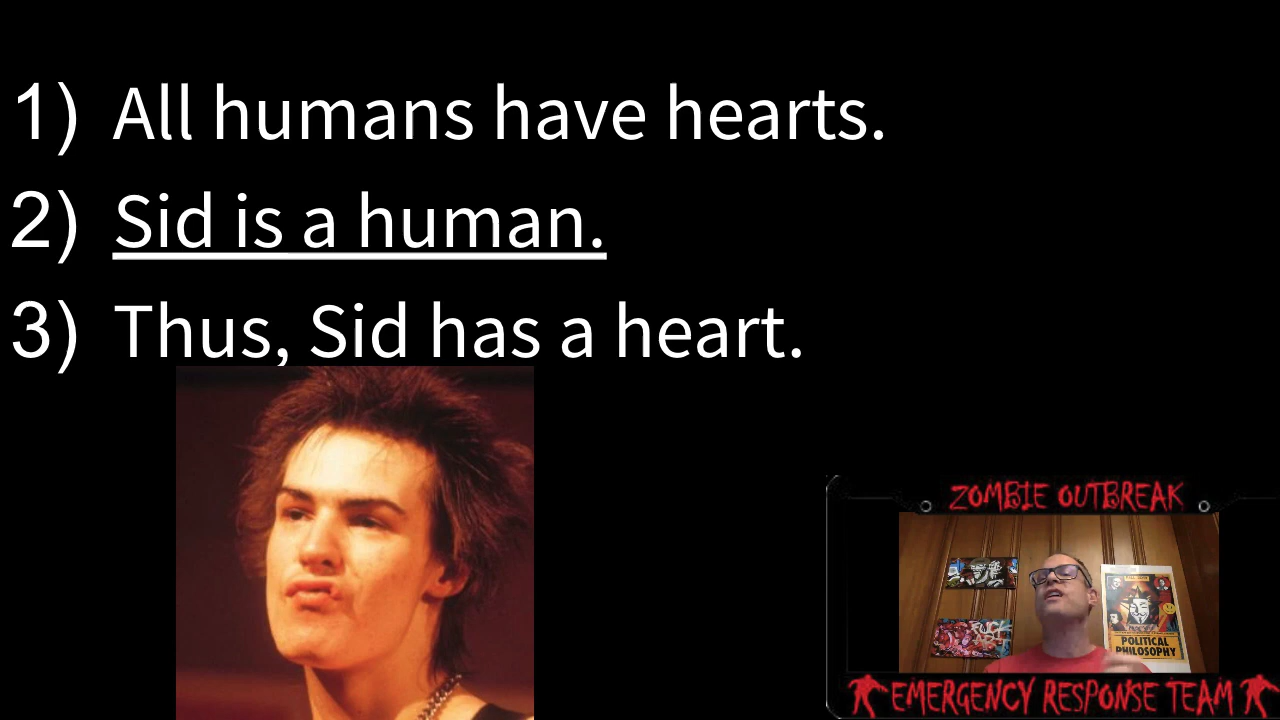 1) All humans have hearts.
2) Sid is a human.
3) Thus, Sid has a heart.
ZOMBIE OUTBREAK
POLITICAL
PHILOSOPHY
EMERGENCY RESPONSE TEAM